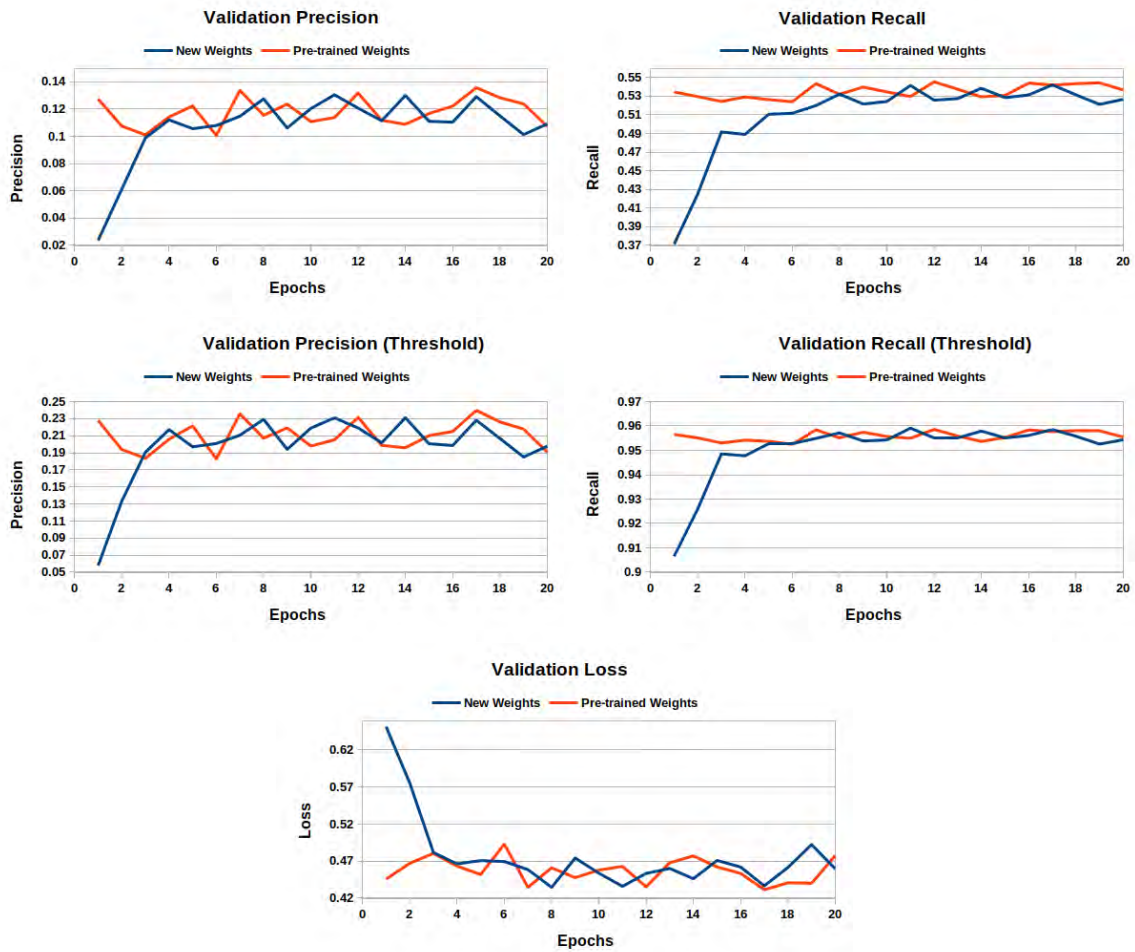 Validation Precision
New Weights Pre-trained Weights
Precision
0.14
0.12
0.1
0.08
0.06
0.04
0.02
0 2 4 6 8 10 12 14 16 18 20
Epochs
Validation Recall
New Weights Pre-trained Weights
Recall
0.55
0.53
0.51
0.49
0.47
0.45
0.43
0.41
0.39
0.37
0 2 4 6 8 10 12 14 16 18 20
Epochs
Validation Precision (Threshold)
New Weights Pre-trained Weights
Precision
0.25
0.23
0.21
0.19
0.17
0.15
0.13
0.11
0.09
0.07
0.05
0 2 4 6 8 10 12 14 16 18 20
Epochs
Validation Recall (Threshold)
New Weights Pre-trained Weights
Recall
0.97
0.96
0.95
0.94
0.93
0.92
0.91
0.9
0 2 4 6 8 10 12 14 16 18 20
Epochs
Validation Loss
New Weights Pre-trained Weights
Loss
0.62
0.57
0.52
0.47
0.42
0 2 4 6 8 10 12 14 16 18 20
Epochs